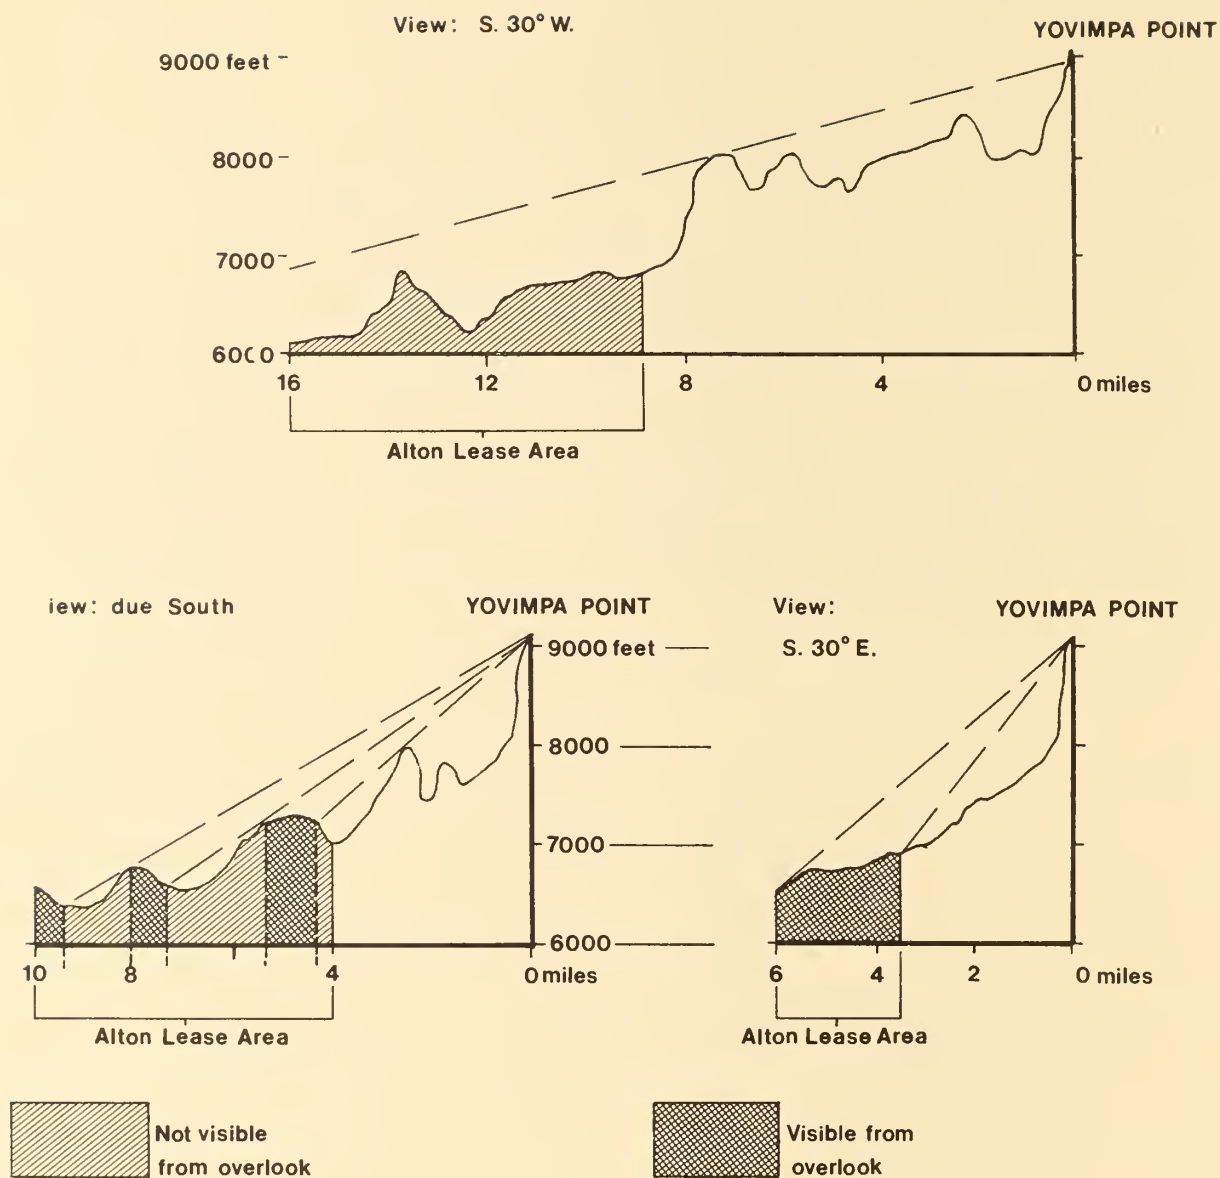 View: S. 30° W.
YOVIMPA POINT
9000 feet
8000
7000
6000
16
12
8
4
0 miles
Alton Lease Area
iew: due South
YOVIMPA POINT
9000 feet
8000
7000
6000
10
8
4
0 miles
Alton Lease Area
View:
S. 30° E.
YOVIMPA POINT
6
4
2
0 miles
Alton Lease Area
Not visible
from overlook
Visible from
overlook